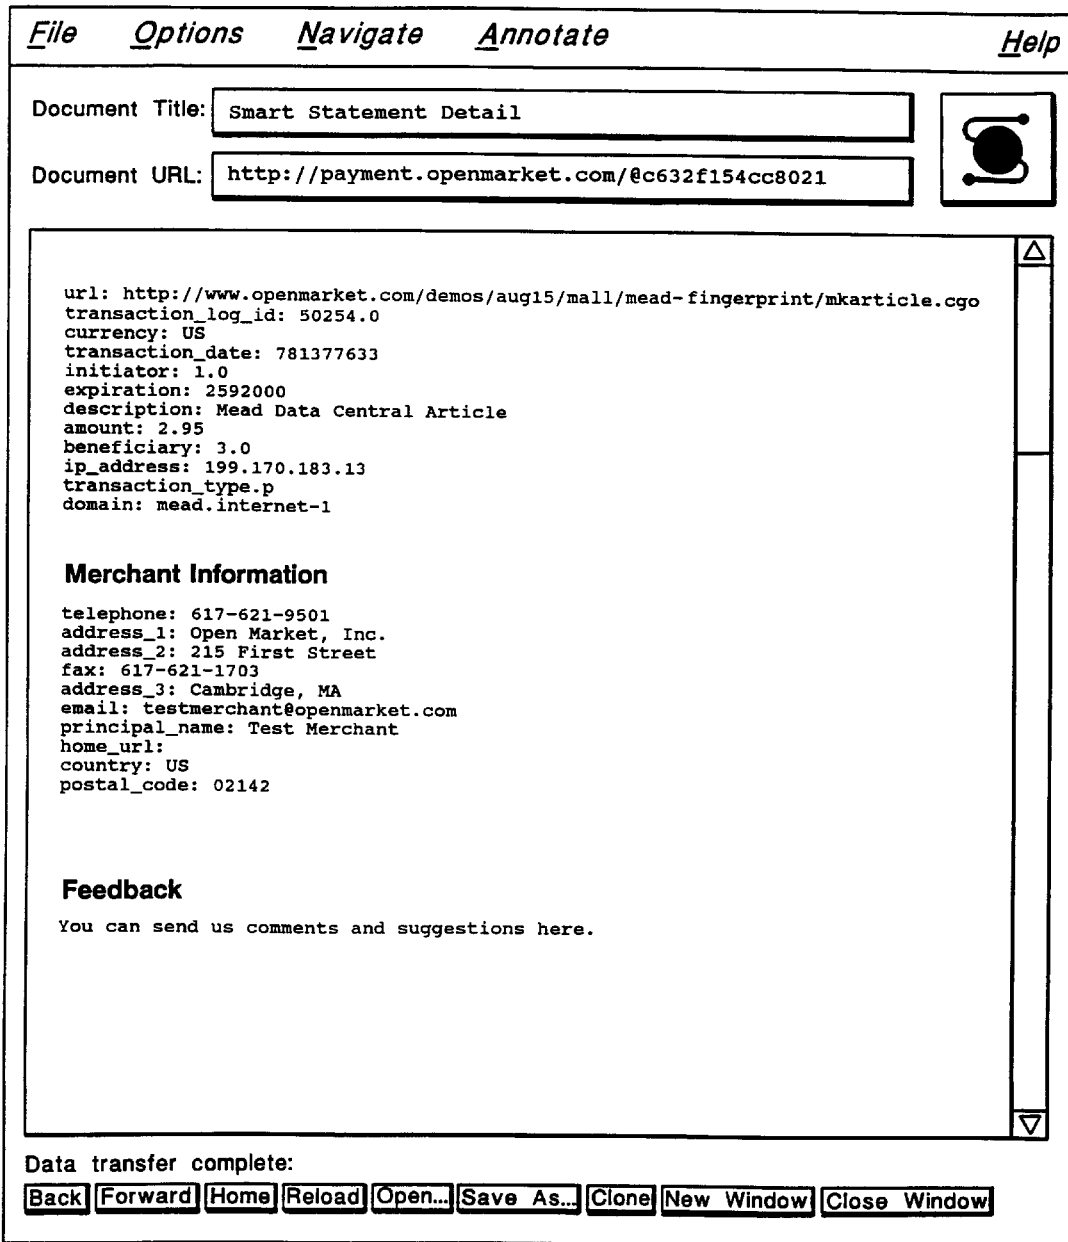 File Options Navigate Annotate Help
Document Title: Smart Statement Detail
Document URL: http://payment.openmarket.com/@c632f154cc8021
url: http://www.openmarket.com/demos/aug15/mall/mead-fingerprint/mkarticle.cgo
transaction_log_id: 50254.0
currency: US
transaction_date: 781377633
initiator: 1.0
expiration: 2592000
description: Mead Data Central Article
amount: 2.95
beneficiary: 3.0
ip_address: 199.170.183.13
transaction_type.p
domain: mead.internet-1
Merchant Information
telephone: 617-621-9501
address_1: Open Market, Inc.
address_2: 215 First Street
fax: 617-621-1703
address_3: Cambridge, MA
email: testmerchant@openmarket.com
principal_name: Test Merchant
home_url:
country: US
postal_code: 02142
Feedback
You can send us comments and suggestions here.
Data transfer complete:
Back Forward Home Reload Open... Save As... Clone New Window Close Window